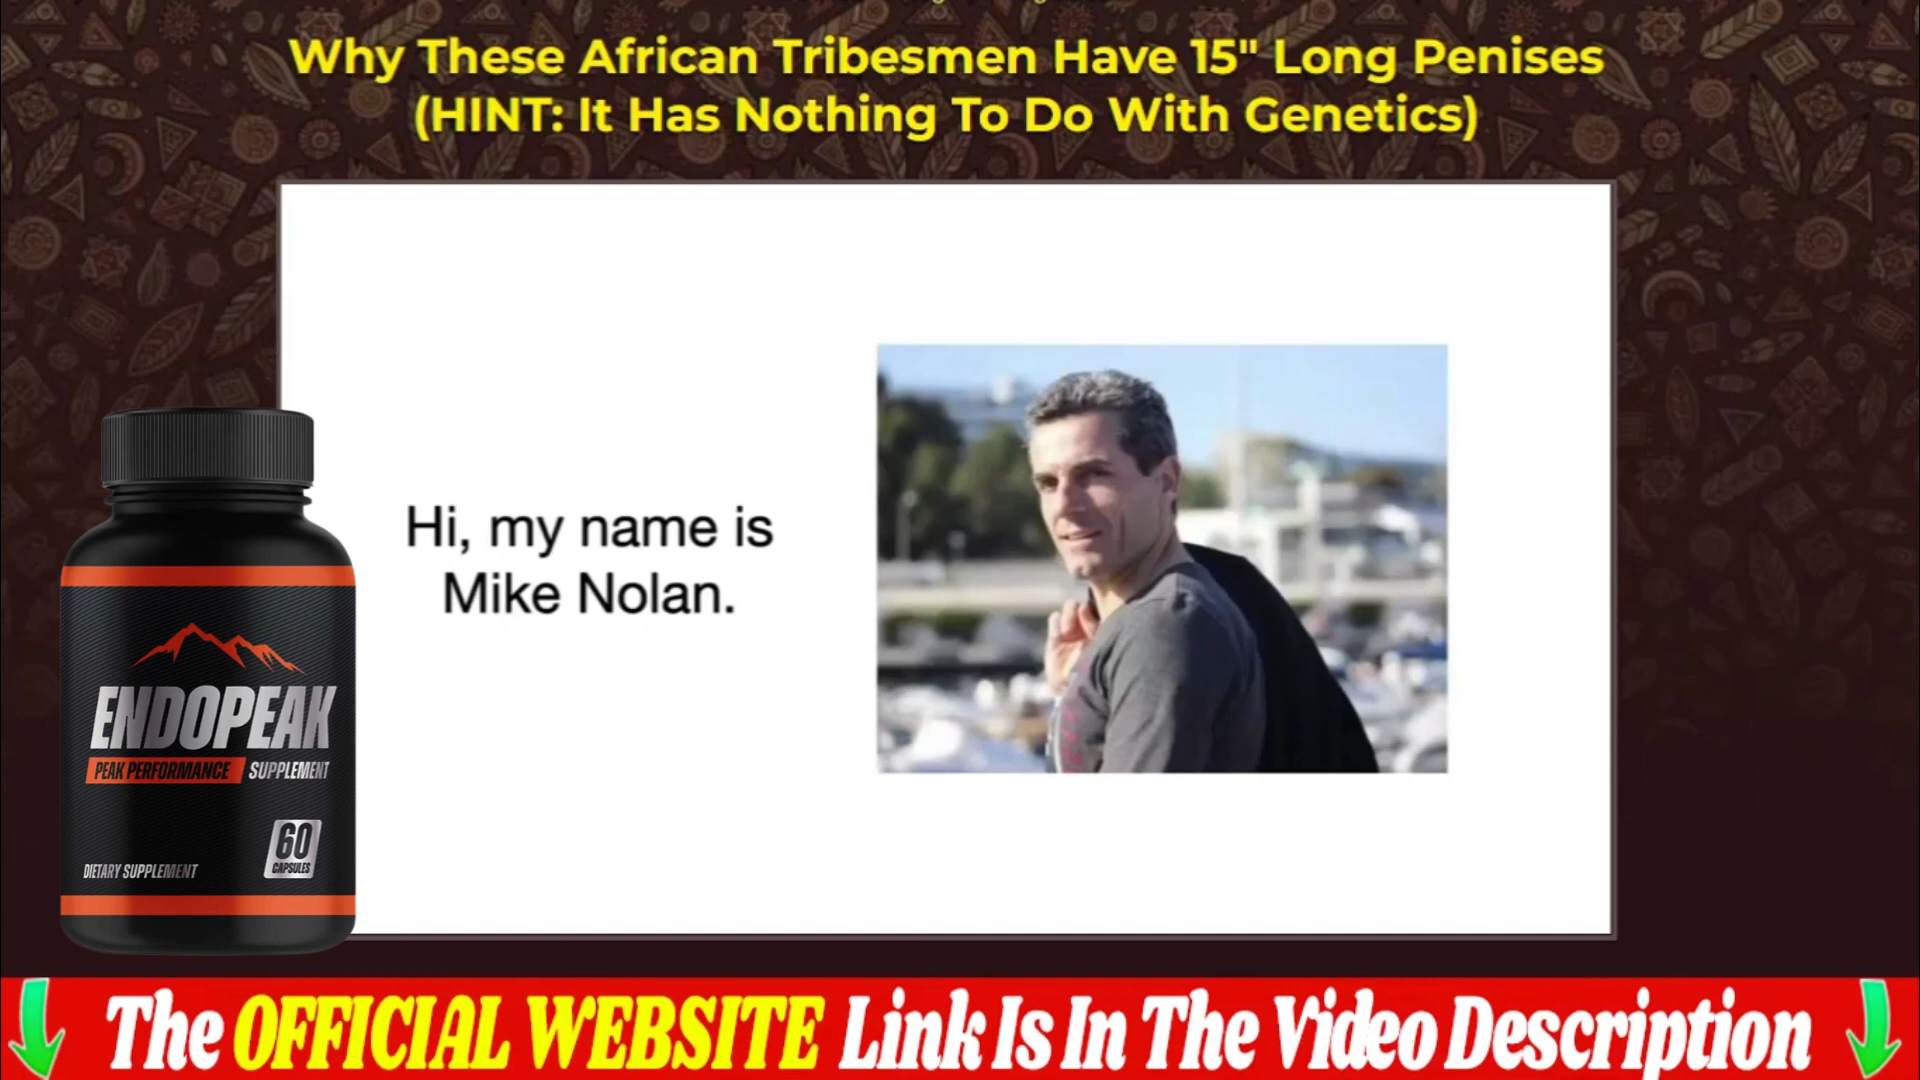 Why These African Tribesmen Have 15" Long Penises
(HINT: It Has Nothing To Do With Genetics)
Hi, my name is
Mike Nolan.
ENDOPEAK
PEAK PERFORMANCE SUPPLEMENT
60
CAPSULES
DIETARY SUPPLEMENT
The OFFICIAL WEBSITE Link Is In The Video Description